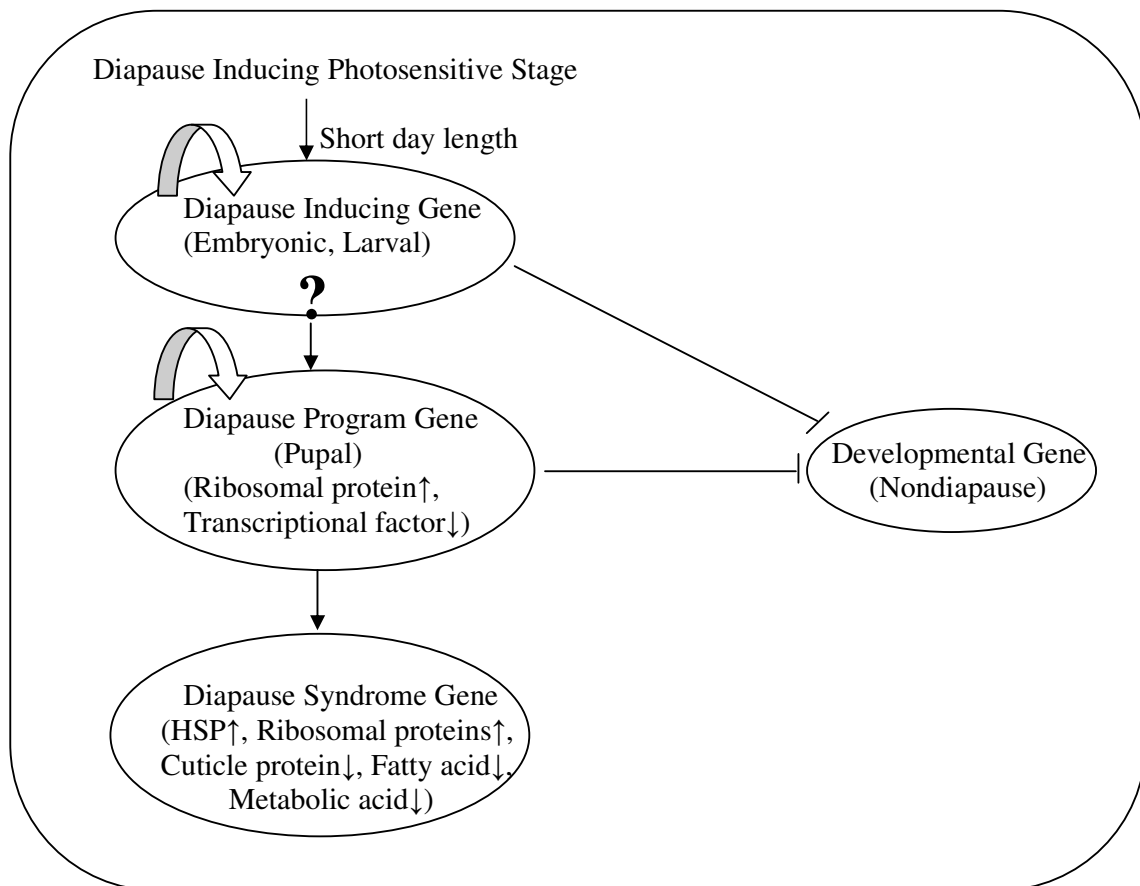 Diapause Inducing Photosensitive Stage
Short day length
Diapause Inducing Gene
(Embryonic, Larval)
?
Diapause Program Gene
(Pupal)
(Ribosomal protein↑,
Transcriptional factor↓)
Developmental Gene
(Nondiapause)
Diapause Syndrome Gene
(HSP↑, Ribosomal proteins↑,
Cuticle protein↓, Fatty acid↓,
Metabolic acid↓)